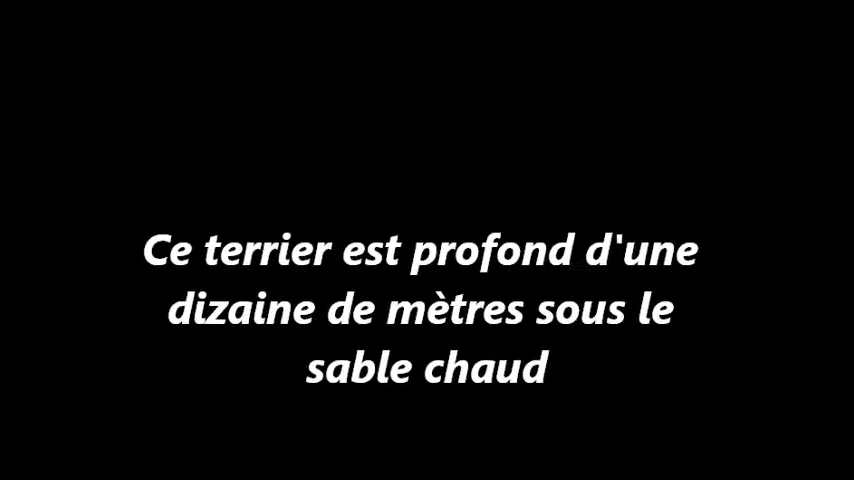 Ce terrier est profond d'une
dizaine de mètres sous le
sable chaud